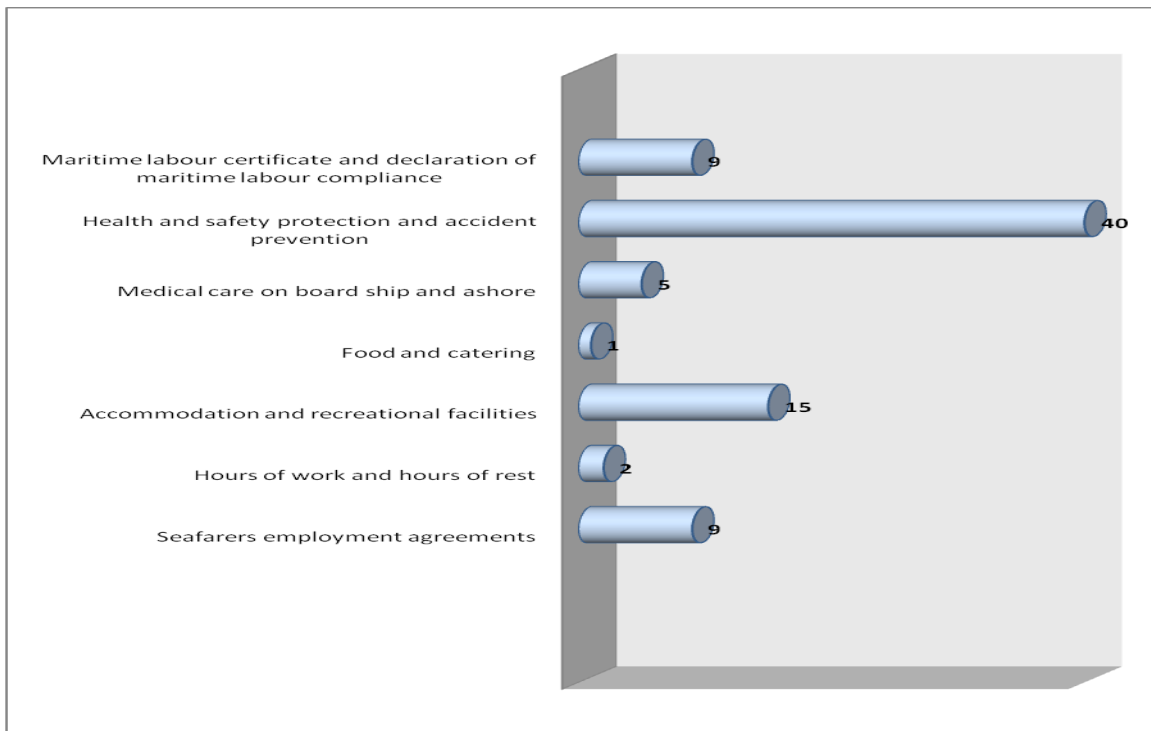 Maritime labour certificate and declaration of
maritime labour compliance
9
Health and safety protection and accident
prevention
40
Medical care on board ship and ashore
5
Food and catering
1
Accommodation and recreational facilities
15
Hours of work and hours of rest
2
Seafarers employment agreements
9